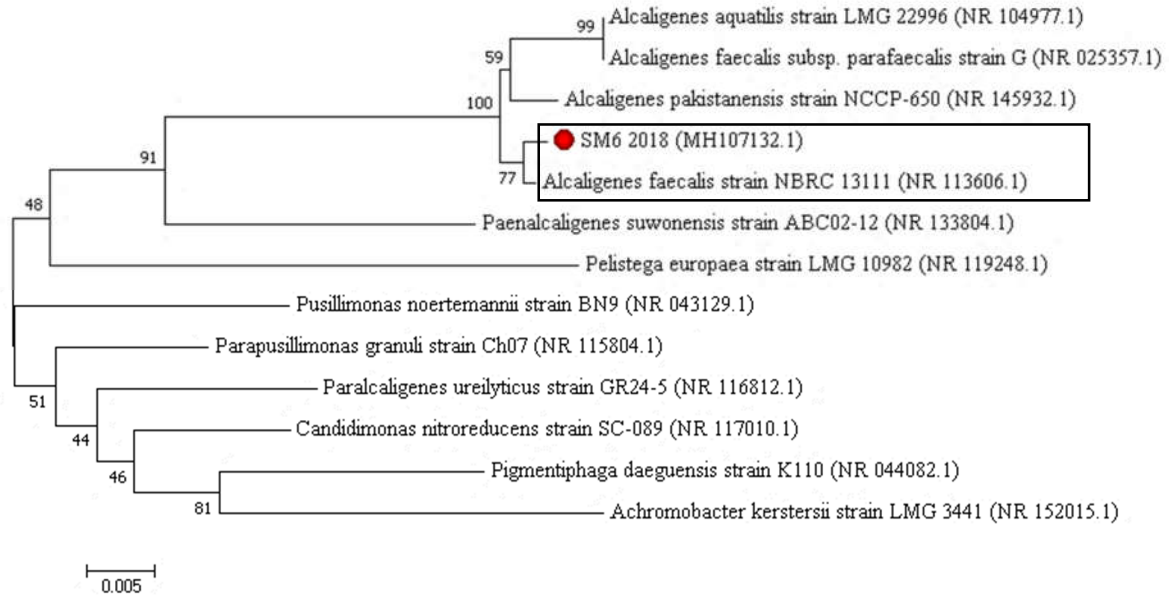 99
Alcaligenes aquatilis strain LMG 22996 (NR 104977.1)
59
Alcaligenes faecalis subsp. parafaecalis strain G (NR 025357.1)
100
Alcaligenes pakistanensis strain NCCP-650 (NR 145932.1)
SM6 2018 (MH107132.1)
91
77
Alcaligenes faecalis strain NBRC 13111 (NR 113606.1)
48
Paenalcaligenes suwonensis strain ABC02-12 (NR 133804.1)
Pelistega europaea strain LMG 10982 (NR 119248.1)
Pusillimonas noertemannii strain BN9 (NR 043129.1)
Parapusillimonas granuli strain Ch07 (NR 115804.1)
51
Paralcaligenes ureilyticus strain GR24-5 (NR 116812.1)
44
Candidimonas nitroreducens strain SC-089 (NR 117010.1)
46
Pigmentiphaga daeguensis strain K110 (NR 044082.1)
81
Achromobacter kerstersii strain LMG 3441 (NR 152015.1)
0.005